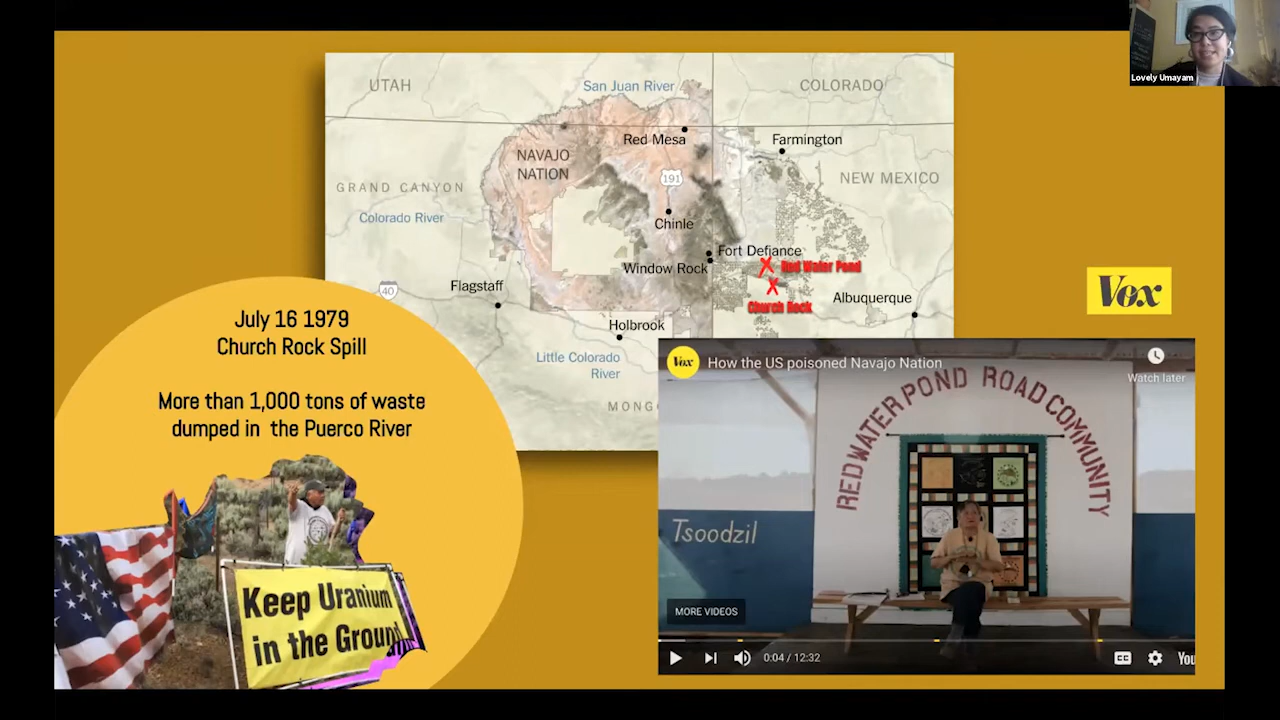 Lovely Umayam
UTAH
San Juan River
COLORADO
Red Mesa
Farmington
NAVAJO
NATION
191
GRAND CANYON
NEW MEXICO
Colorado River
Chinle
Fort Defiance
Window Rock
Red Water Pond
Flagstaff
40
Church Rock
Albuquerque
Holbrook
Little Colorado
River
MONGO
Vox
July 16 1979
Church Rock Spill
More than 1,000 tons of waste
dumped in the Puerco River
Keep Uranium
in the Ground
Vox
How the US poisoned Navajo Nation
Watch later
RED WATER POND ROAD COMMUNITY
Tsoodzil
MORE VIDEOS
0:04 / 12:32
CC
You